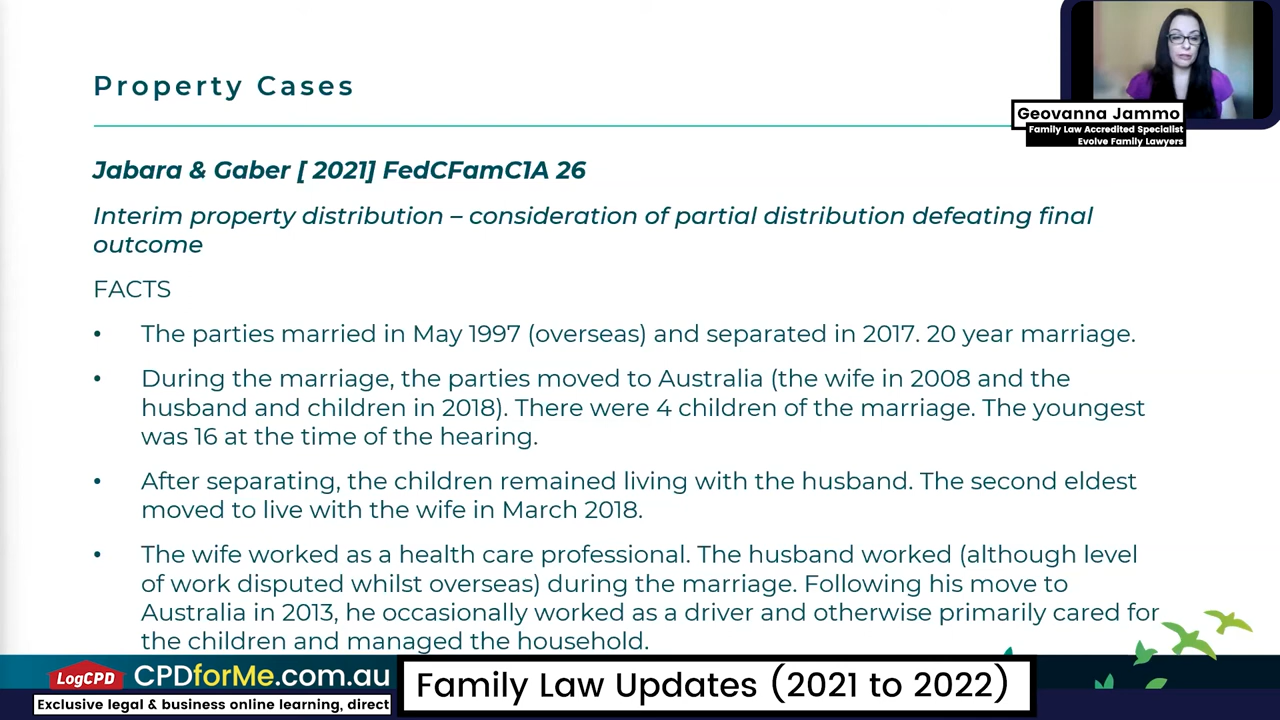 Property Cases
Geovanna Jammo
Family Law Accredited Specialist
Evolve Family Lawyers
Jabara & Gaber [ 2021] FedCFamC1A 26
Interim property distribution – consideration of partial distribution defeating final
outcome
FACTS
• The parties married in May 1997 (overseas) and separated in 2017. 20 year marriage.
• During the marriage, the parties moved to Australia (the wife in 2008 and the
husband and children in 2018). There were 4 children of the marriage. The youngest
was 16 at the time of the hearing.
• After separating, the children remained living with the husband. The second eldest
moved to live with the wife in March 2018.
• The wife worked as a health care professional. The husband worked (although level
of work disputed whilst overseas) during the marriage. Following his move to
Australia in 2013, he occasionally worked as a driver and otherwise primarily cared for
the children and managed the household.
LogCPD
CPDforMe.com.au
Exclusive legal & business online learning, direct
Family Law Updates (2021 to 2022)